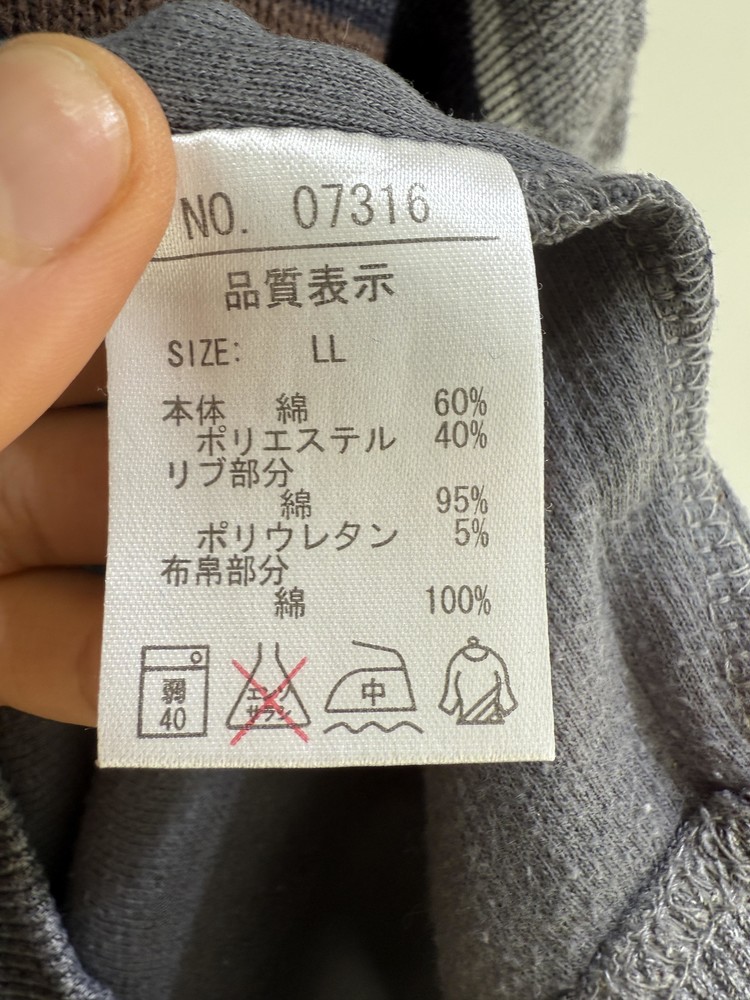 NO. 07316
品質表示
SIZE: LL
本体 綿 60%
ポリエステル 40%
リブ部分
綿 95%
ポリウレタン 5%
布帛部分
綿 100%
弱 40
エンソ サラシ
中